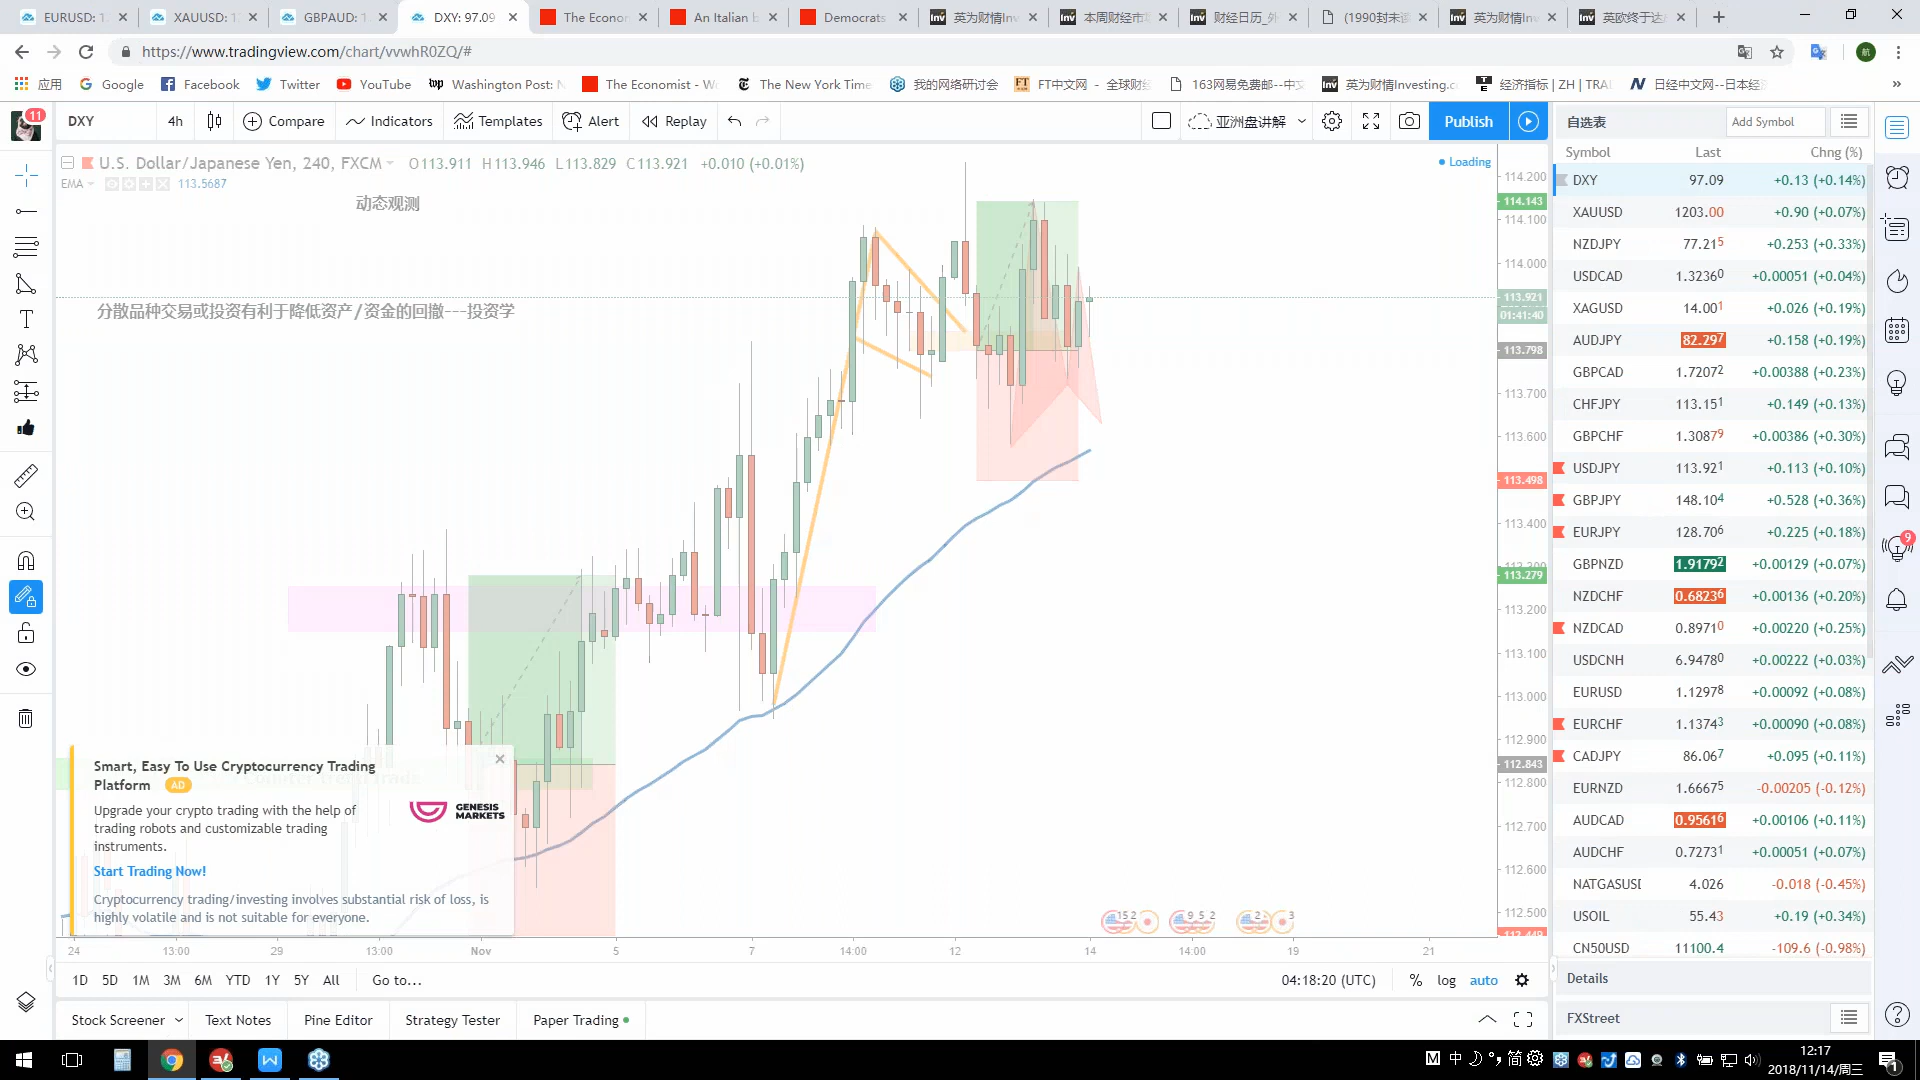 EURUSD: 1.
XAUUSD: 1
GBPAUD: 1.
DXY: 97.09
The Econor
An Italian b
Democrats
英为财情Inv
本周财经市场
财经日历_外
(1990封未读
英为财情Inv
英欧终于达
https://www.tradingview.com/chart/vvwhR0ZQ/#
应用
Google
Facebook
Twitter
YouTube
Washington Post: N
The Economist - Wo
The New York Time
我的网络研讨会
FT中文网 - 全球财经
163网易免费邮--中文
英为财情Investing.co
经济指标 | ZH | TRAD
日经中文网--日本经济
11
DXY
4h
Compare
Indicators
Templates
Alert
Replay
亚洲盘讲解
Publish
自选表
Add Symbol
U.S. Dollar/Japanese Yen, 240, FXCM
O113.911 H113.946 L113.829 C113.921 +0.010 (+0.01%)
Loading
EMA
113.5687
动态观测
分散品种交易或投资有利于降低资产/资金的回撤---投资学
114.200
114.143
114.100
114.000
113.921
01:41:40
113.798
113.700
113.600
113.498
113.400
113.279
113.200
113.100
113.000
112.900
112.843
112.800
112.700
112.600
112.500
112.449
Symbol Last Chng (%)
DXY 97.09 +0.13 (+0.14%)
XAUUSD 1203.00 +0.90 (+0.07%)
NZDJPY 77.215 +0.253 (+0.33%)
USDCAD 1.32360 +0.00051 (+0.04%)
XAGUSD 14.001 +0.026 (+0.19%)
AUDJPY 82.297 +0.158 (+0.19%)
GBPCAD 1.72072 +0.00388 (+0.23%)
CHFJPY 113.151 +0.149 (+0.13%)
GBPCHF 1.30879 +0.00386 (+0.30%)
USDJPY 113.921 +0.113 (+0.10%)
GBPJPY 148.104 +0.528 (+0.36%)
EURJPY 128.706 +0.225 (+0.18%)
GBPNZD 1.91792 +0.00129 (+0.07%)
NZDCHF 0.68236 +0.00136 (+0.20%)
NZDCAD 0.89710 +0.00220 (+0.25%)
USDCNH 6.94780 +0.00222 (+0.03%)
EURUSD 1.12978 +0.00092 (+0.08%)
EURCHF 1.13743 +0.00090 (+0.08%)
CADJPY 86.067 +0.095 (+0.11%)
EURNZD 1.66675 -0.00205 (-0.12%)
AUDCAD 0.95616 +0.00106 (+0.11%)
AUDCHF 0.72731 +0.00051 (+0.07%)
NATGASUSD 4.026 -0.018 (-0.45%)
USOIL 55.43 +0.19 (+0.34%)
CN50USD 11100.4 -109.6 (-0.98%)
Details
FXStreet
9
Smart, Easy To Use Cryptocurrency Trading
Platform AD
Upgrade your crypto trading with the help of
trading robots and customizable trading
instruments.
GENESIS
MARKETS
Start Trading Now!
Cryptocurrency trading/investing involves substantial risk of loss, is
highly volatile and is not suitable for everyone.
15 2
9 5 2
2
3
24 13:00 29 13:00 Nov 5 7 14:00 12 14 14:00 19 21
1D 5D 1M 3M 6M YTD 1Y 5Y All Go to...
04:18:20 (UTC) % log auto
Stock Screener
Text Notes
Pine Editor
Strategy Tester
Paper Trading
M 中 简
12:17
2018/11/14/周三
1